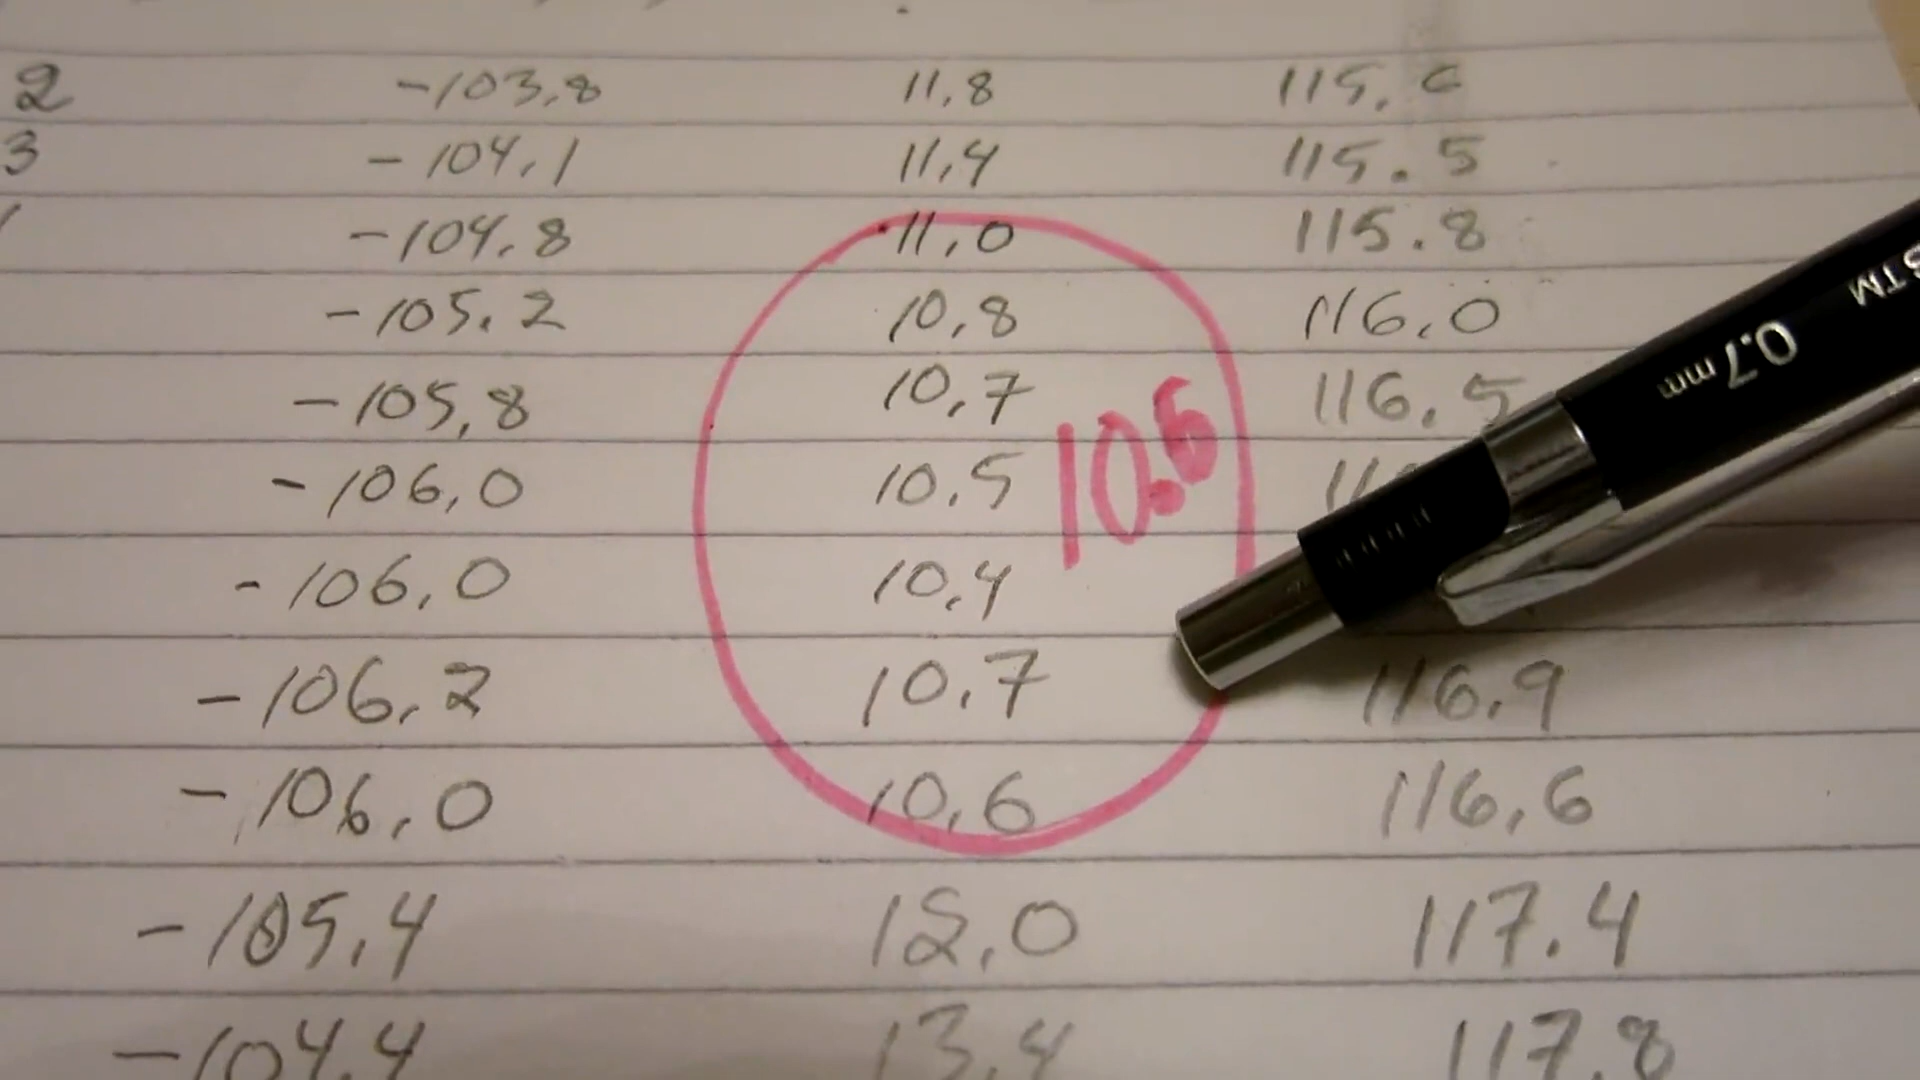 2 -103,8 11,8 115.
3 -104,1 11,4 115.5
-104,8 11,0 115.8
-105.2 10,8 116,0
-105,8 10,7 116,5
-106,0 10,5 10.6
-106,0 10,4
-106,2 10,7 116,9
-106,0 10,6 116,6
-105,4 12,0 117.4
-104,4 13,4 117.8
0.7mm